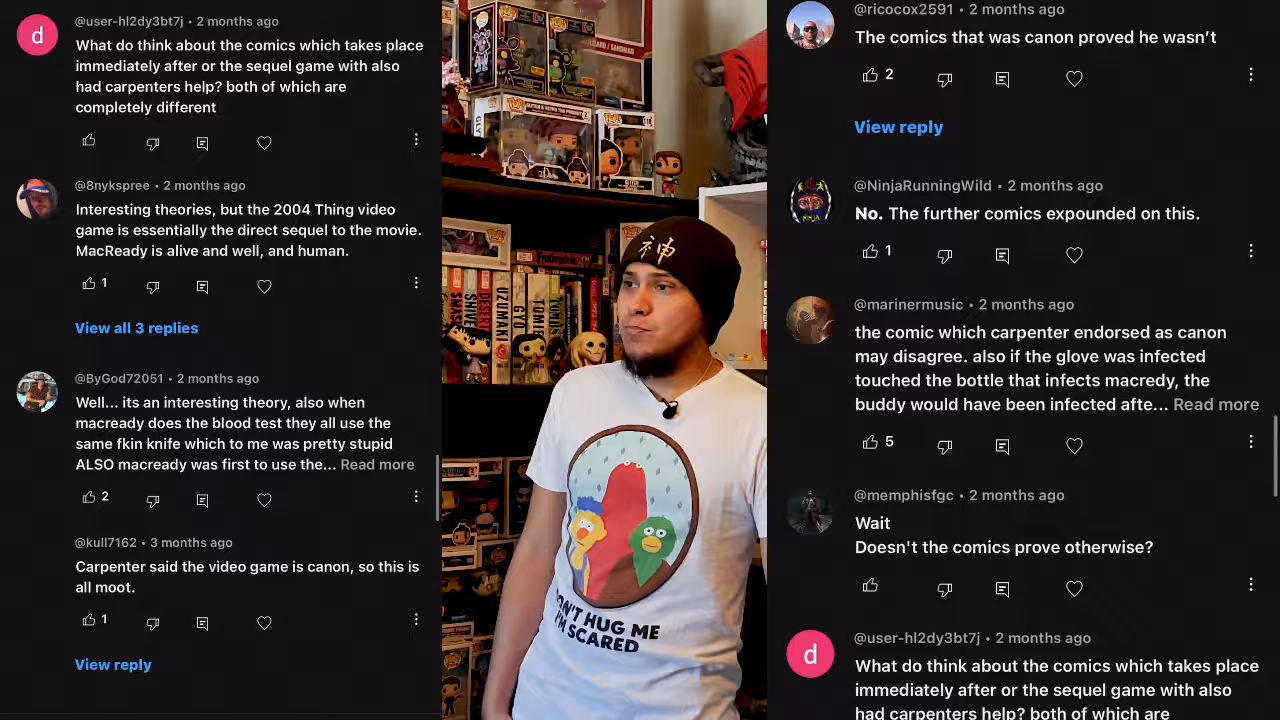 @user-hl2dy3bt7j • 2 months ago
What do think about the comics which takes place
immediately after or the sequel game with also
had carpenters help? both of which are
completely different
@8nykspree • 2 months ago
Interesting theories, but the 2004 Thing video
game is essentially the direct sequel to the movie.
MacReady is alive and well, and human.
1
View all 3 replies
@ByGod72051 • 2 months ago
Well... its an interesting theory, also when
macready does the blood test they all use the
same fkin knife which to me was pretty stupid
ALSO macready was first to use the... Read more
2
@kull7162 • 3 months ago
Carpenter said the video game is canon, so this is
all moot.
1
View reply
d
UZUMAKI
GYO
TOMIE
神
DON'T HUG ME
I'M SCARED
@ricocox2591 • 2 months ago
The comics that was canon proved he wasn't
2
View reply
@NinjaRunningWild • 2 months ago
No. The further comics expounded on this.
1
@marinermusic • 2 months ago
the comic which carpenter endorsed as canon
may disagree. also if the glove was infected
touched the bottle that infects macredy, the
buddy would have been infected afte... Read more
5
@memphisfgc • 2 months ago
Wait
Doesn't the comics prove otherwise?
d
@user-hl2dy3bt7j • 2 months ago
What do think about the comics which takes place
immediately after or the sequel game with also
had carpenters help? both of which are